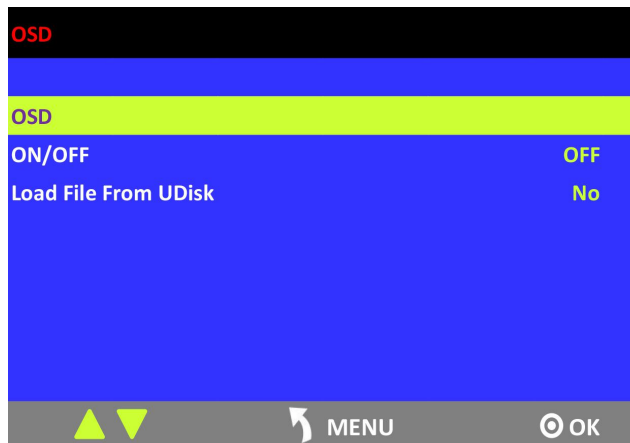 OSD
OSD
ON/OFF OFF
Load File From UDisk No
MENU OK